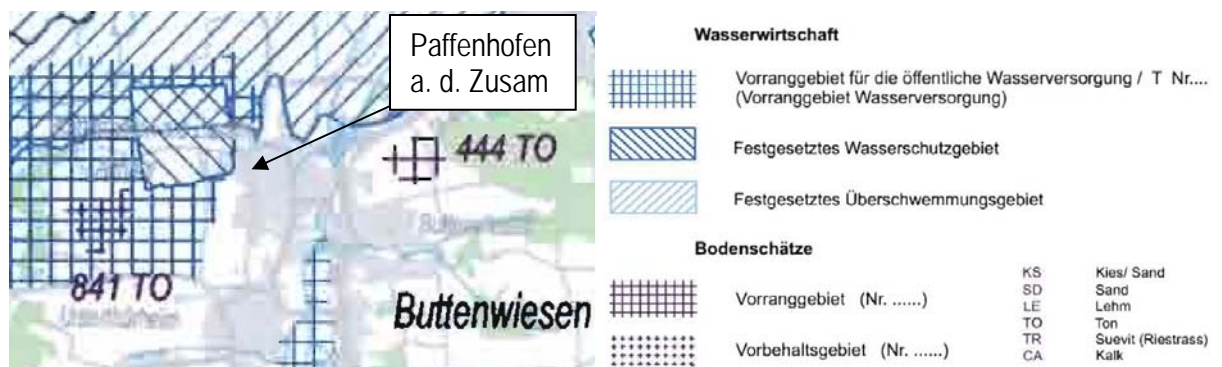 Paffenhofen
a. d. Zusam
444 TO
841 TO
Buttenwiesen
Wasserwirtschaft
Vorranggebiet für die öffentliche Wasserversorgung / T Nr....
(Vorranggebiet Wasserversorgung)
Festgesetztes Wasserschutzgebiet
Festgesetztes Überschwemmungsgebiet
Bodenschätze
Vorranggebiet (Nr. ......)
Vorbehaltsgebiet (Nr. ......)
KS Kies/ Sand
SD Sand
LE Lehm
TO Ton
TR Suevit (Riestrass)
CA Kalk